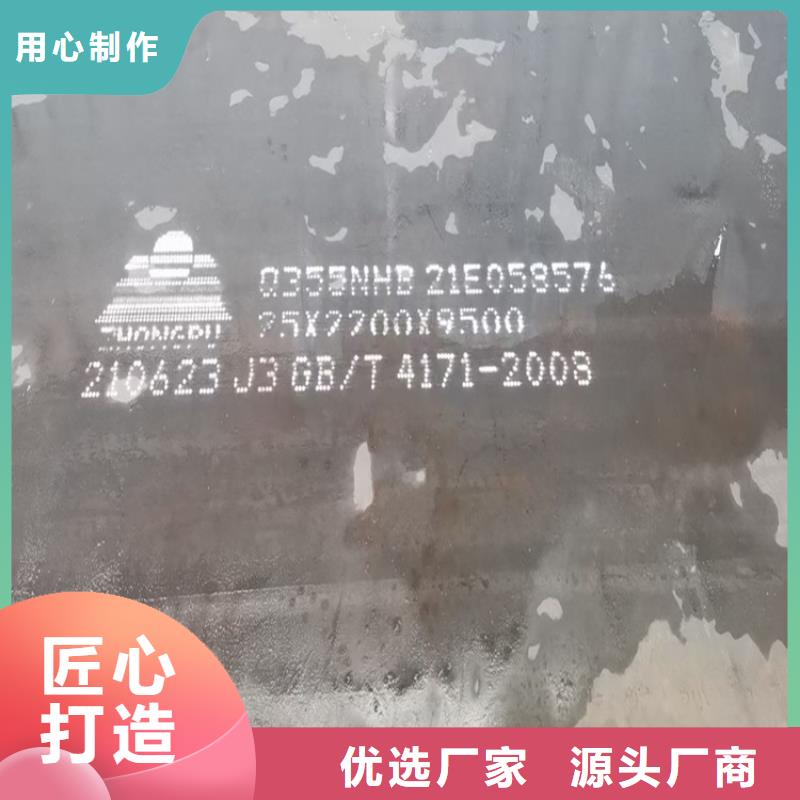 用心制作
Q355NHB 21E058576
25X2200X9500
ZHONGPU
210623 J3 GB/T 4171-2008
匠心
打造
优选厂家 源头厂商